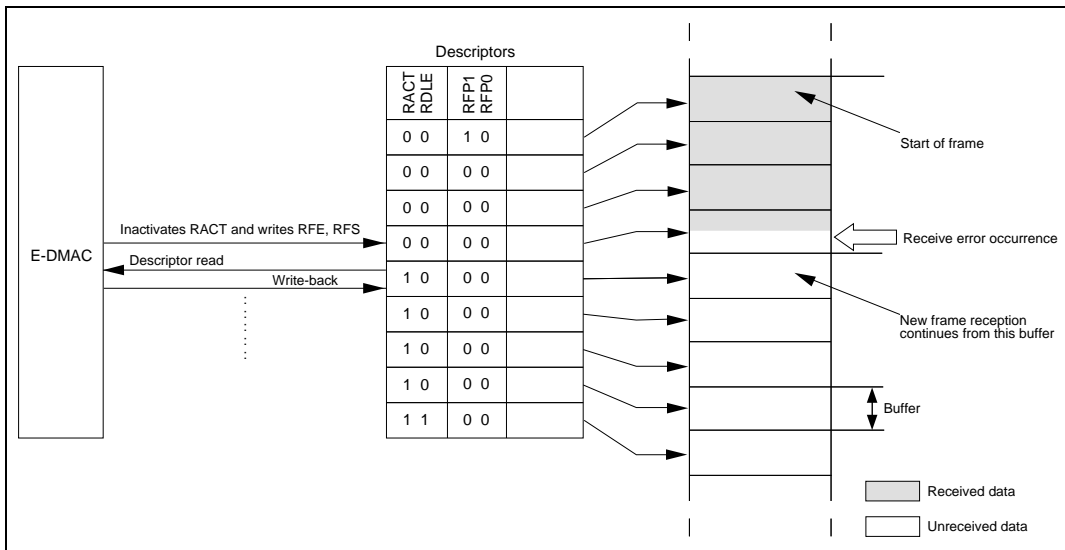 Descriptors
RACT
RDLE
RFP1
RFP0
0 0 1 0
0 0 0 0
0 0 0 0
0 0 0 0
1 0 0 0
1 0 0 0
1 0 0 0
1 0 0 0
1 1 0 0
E-DMAC
Inactivates RACT and writes RFE, RFS
Descriptor read
Write-back
Start of frame
Receive error occurrence
New frame reception
continues from this buffer
Buffer
Received data
Unreceived data